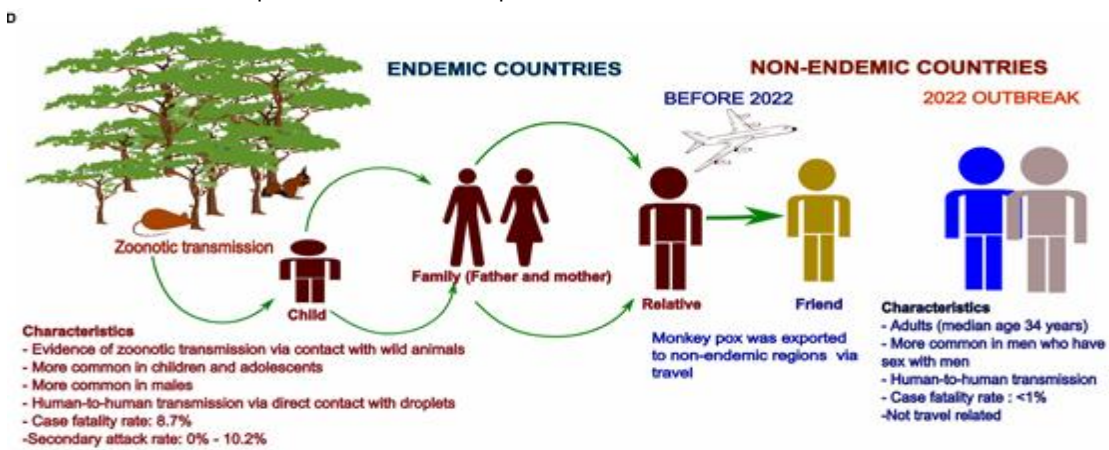 D
ENDEMIC COUNTRIES
NON-ENDEMIC COUNTRIES
BEFORE 2022
2022 OUTBREAK
Zoonotic transmission
Child
Family (Father and mother)
Relative
Friend
Characteristics
- Evidence of zoonotic transmission via contact with wild animals
- More common in children and adolescents
- More common in males
- Human-to-human transmission via direct contact with droplets
- Case fatality rate: 8.7%
-Secondary attack rate: 0% - 10.2%
Monkey pox was exported
to non-endemic regions via
travel
Characteristics
- Adults (median age 34 years)
- More common in men who have
sex with men
- Human-to-human transmission
- Case fatality rate : <1%
-Not travel related